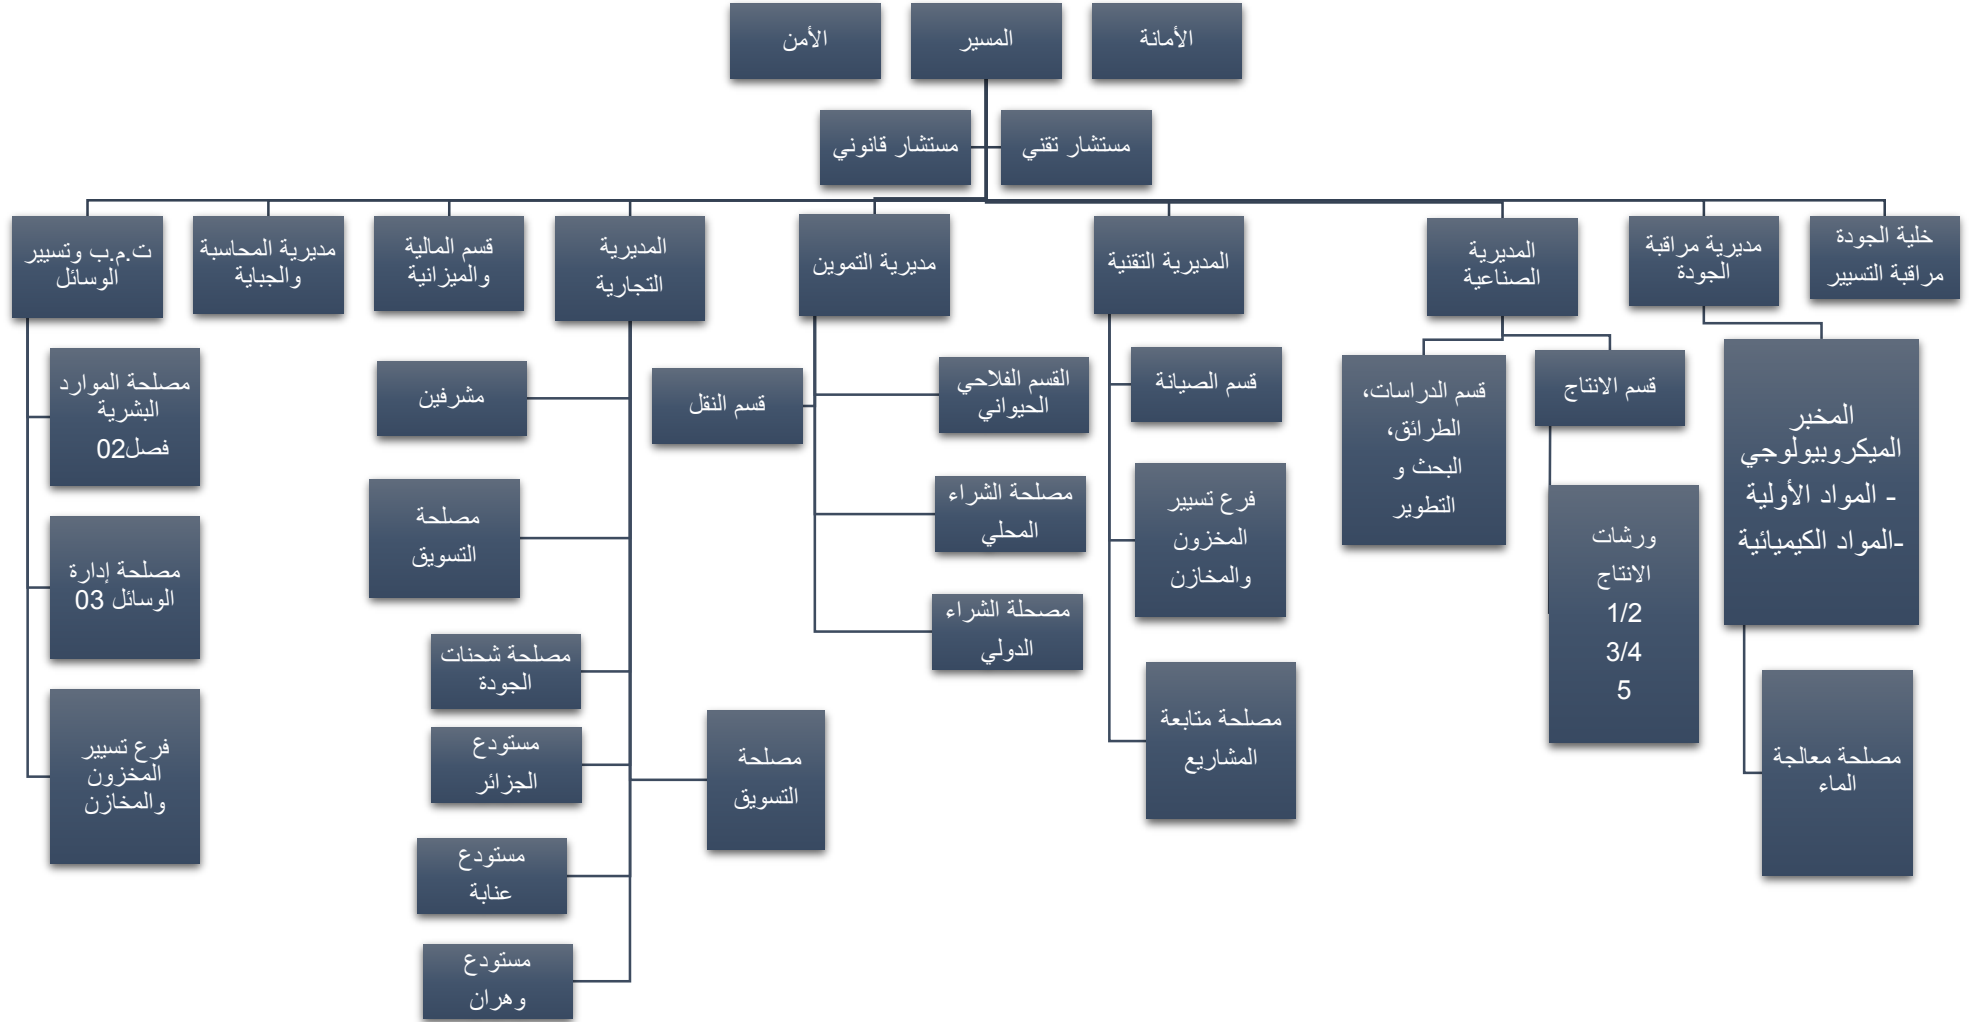 الأمانة
المسير
الأمن
مستشار تقني
مستشار قانوني
خلية الجودة
مراقبة التسيير
مديرية مراقبة
الجودة
المديرية
الصناعية
المديرية التقنية
مديرية التموين
المديرية
التجارية
قسم المالية
والميزانية
مديرية المحاسبة
والجباية
ت.م.ب وتسيير
الوسائل
المخبر
الميكروبيولوجي
- المواد الأولية
-المواد الكيميائية
مصلحة معالجة
الماء
قسم الانتاج
ورشات
الانتاج
1/2
3/4
5
قسم الدراسات،
الطرائق،
البحث و
التطوير
قسم الصيانة
فرع تسيير
المخزون
والمخازن
مصلحة متابعة
المشاريع
القسم الفلاحي
الحيواني
قسم النقل
مصلحة الشراء
المحلي
مصحلة الشراء
الدولي
مشرفين
مصلحة
التسويق
مصلحة شحنات
الجودة
مستودع
الجزائر
مصلحة
التسويق
مستودع
عنابة
مستودع
وهران
مصلحة الموارد
البشرية
فصل02
مصلحة إدارة
الوسائل 03
فرع تسيير
المخزون
والمخازن